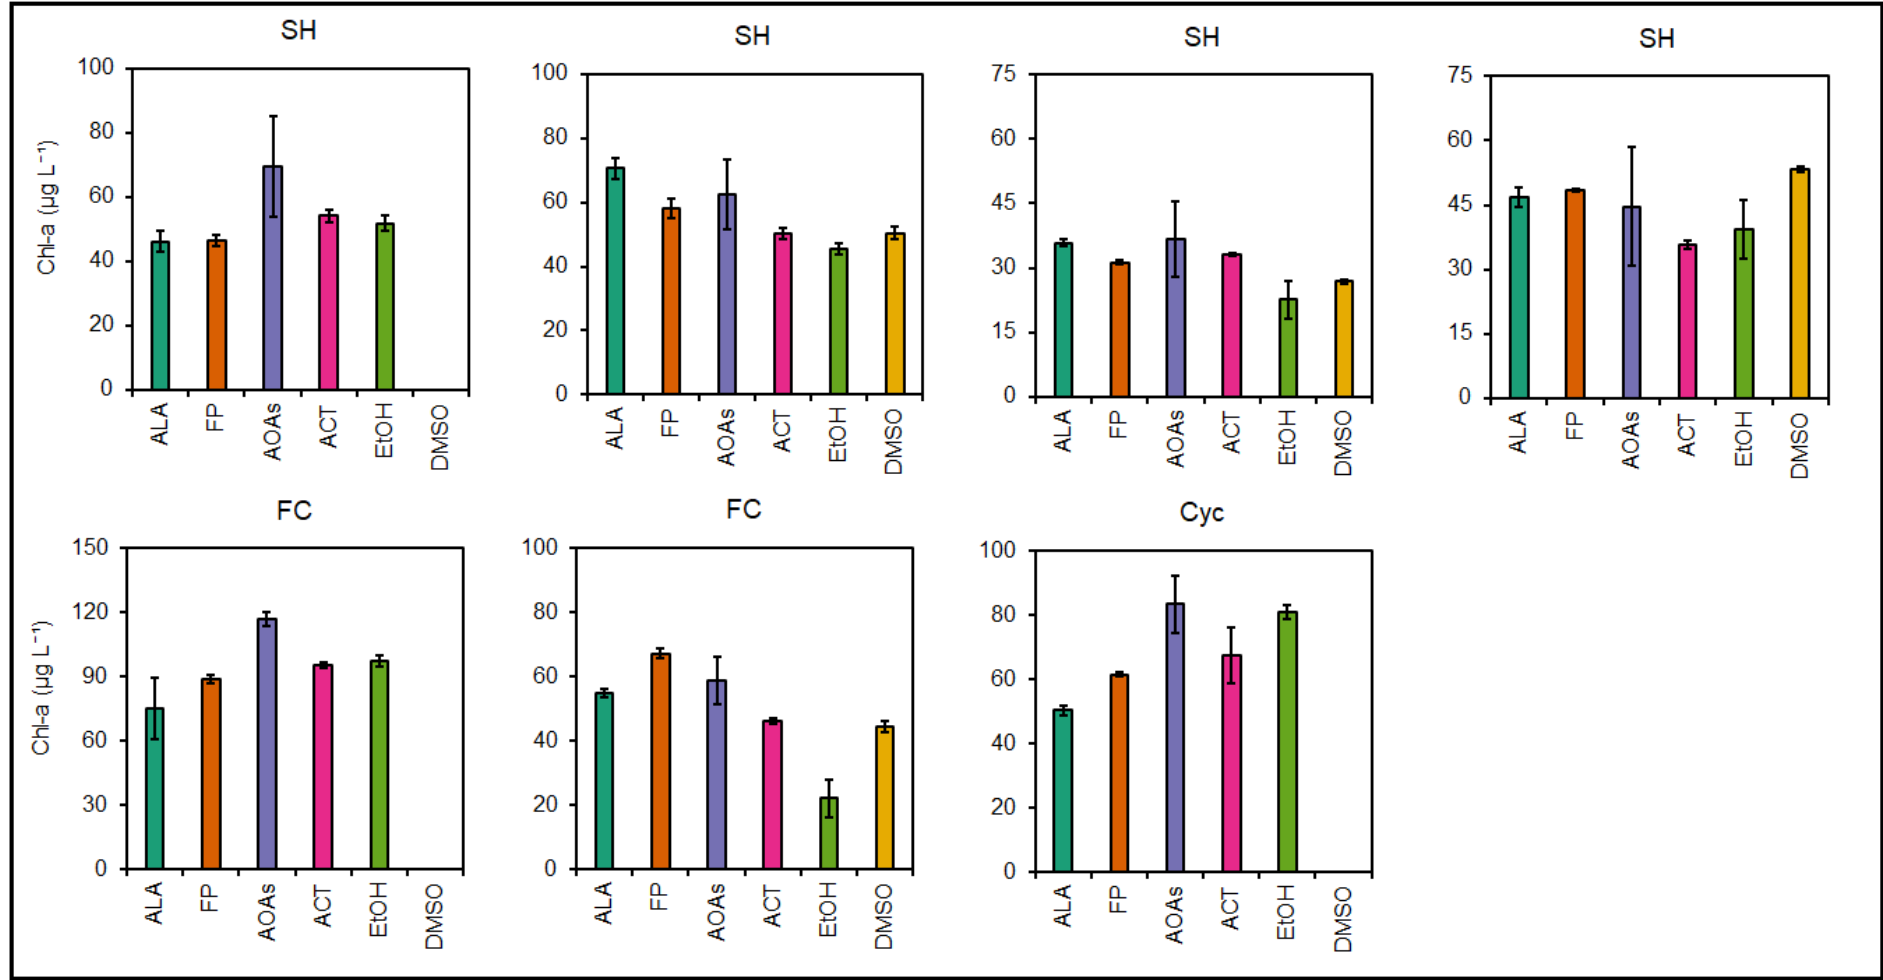 SH
100
80
60
40
20
0
Chl-a (µg L⁻¹)
ALA FP AOAs ACT EtOH DMSO
SH
100
80
60
40
20
0
ALA FP AOAs ACT EtOH DMSO
SH
75
60
45
30
15
0
ALA FP AOAs ACT EtOH DMSO
SH
75
60
45
30
15
0
ALA FP AOAs ACT EtOH DMSO
FC
150
120
90
60
30
0
Chl-a (µg L⁻¹)
ALA FP AOAs ACT EtOH DMSO
FC
100
80
60
40
20
0
ALA FP AOAs ACT EtOH DMSO
Cyc
100
80
60
40
20
0
ALA FP AOAs ACT EtOH DMSO